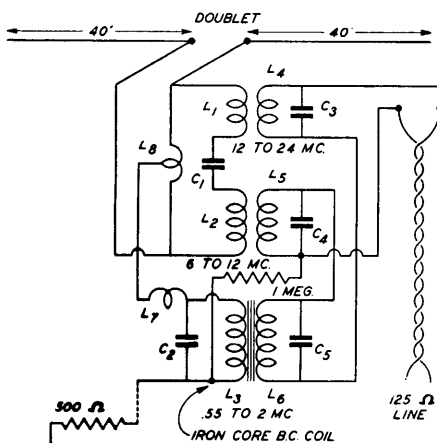 DOUBLET
40'
40'
L4
L1
C3
12 TO 24 MC.
L8
C1
L5
L2
C4
6 TO 12 MC.
1 MEG.
L7
C2
C5
L3
L6
.55 TO 2 MC
500 Ω
IRON CORE B.C. COIL
125 Ω
LINE